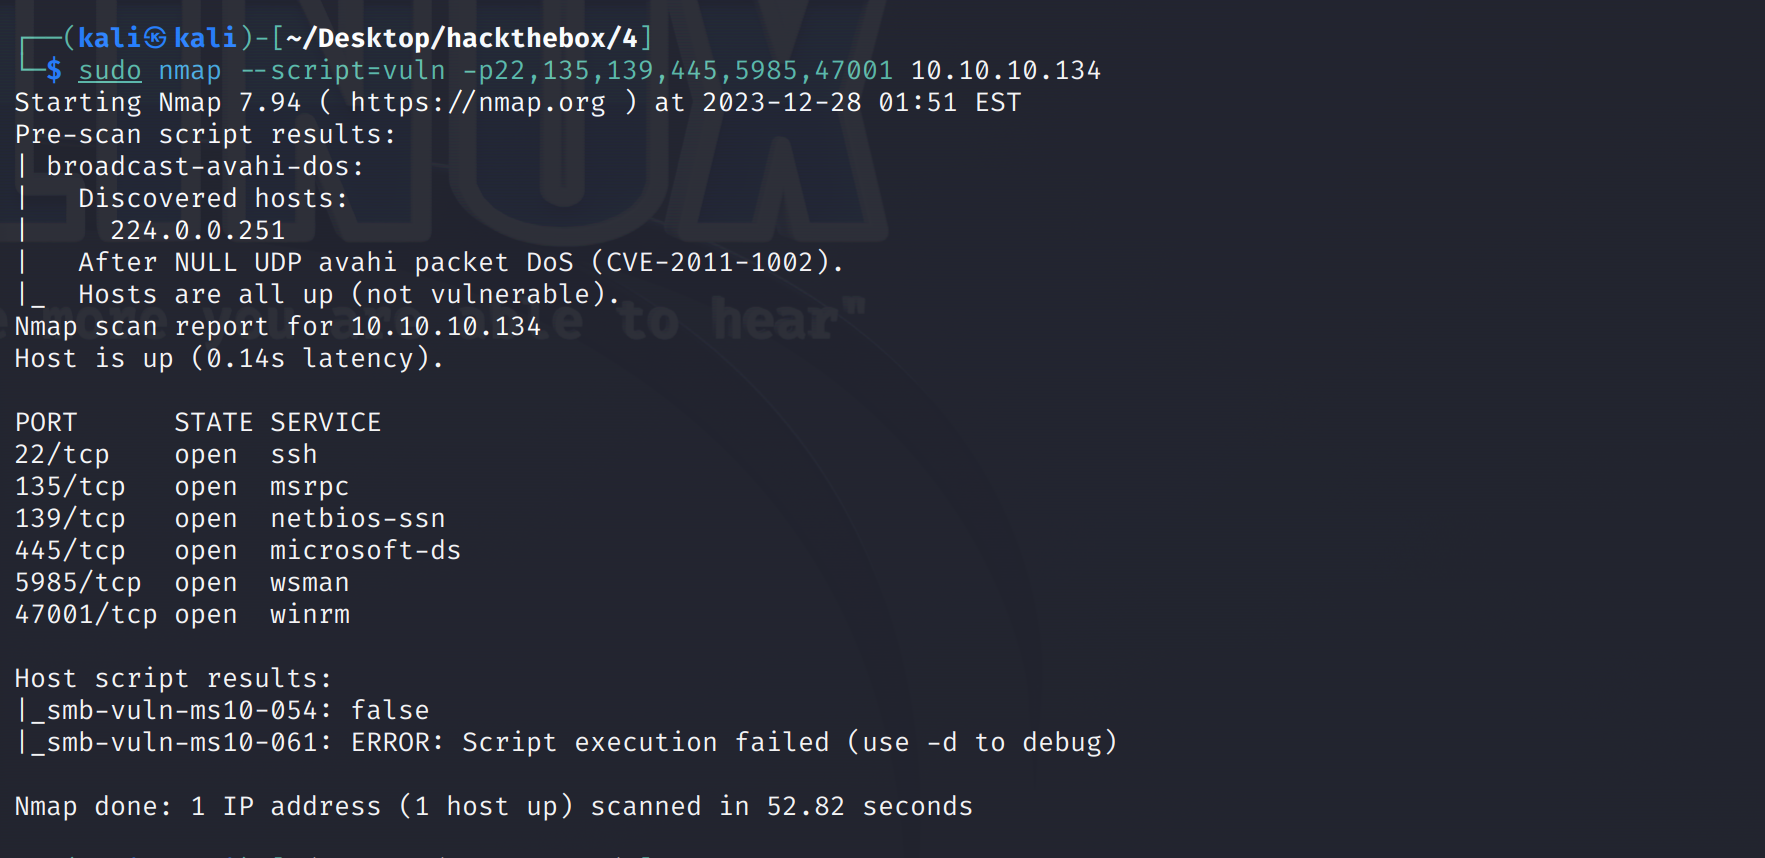 ┌──(kali㉿kali)-[~/Desktop/hackthebox/4]
└─$ sudo nmap --script=vuln -p22,135,139,445,5985,47001 10.10.10.134
Starting Nmap 7.94 ( https://nmap.org ) at 2023-12-28 01:51 EST
Pre-scan script results:
| broadcast-avahi-dos:
|   Discovered hosts:
|     224.0.0.251
|   After NULL UDP avahi packet DoS (CVE-2011-1002).
|_  Hosts are all up (not vulnerable).
Nmap scan report for 10.10.10.134
Host is up (0.14s latency).
PORT      STATE SERVICE
22/tcp    open  ssh
135/tcp   open  msrpc
139/tcp   open  netbios-ssn
445/tcp   open  microsoft-ds
5985/tcp  open  wsman
47001/tcp open  winrm
Host script results:
|_smb-vuln-ms10-054: false
|_smb-vuln-ms10-061: ERROR: Script execution failed (use -d to debug)
Nmap done: 1 IP address (1 host up) scanned in 52.82 seconds
to hear"